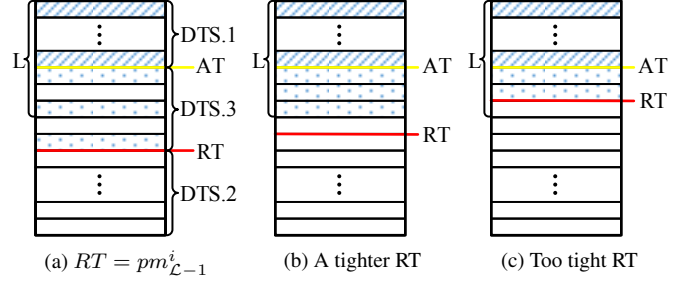 L
DTS.1
AT
DTS.3
RT
DTS.2
(a) RT = pm^i_{L−1}
L
AT
RT
(b) A tighter RT
L
AT
RT
(c) Too tight RT